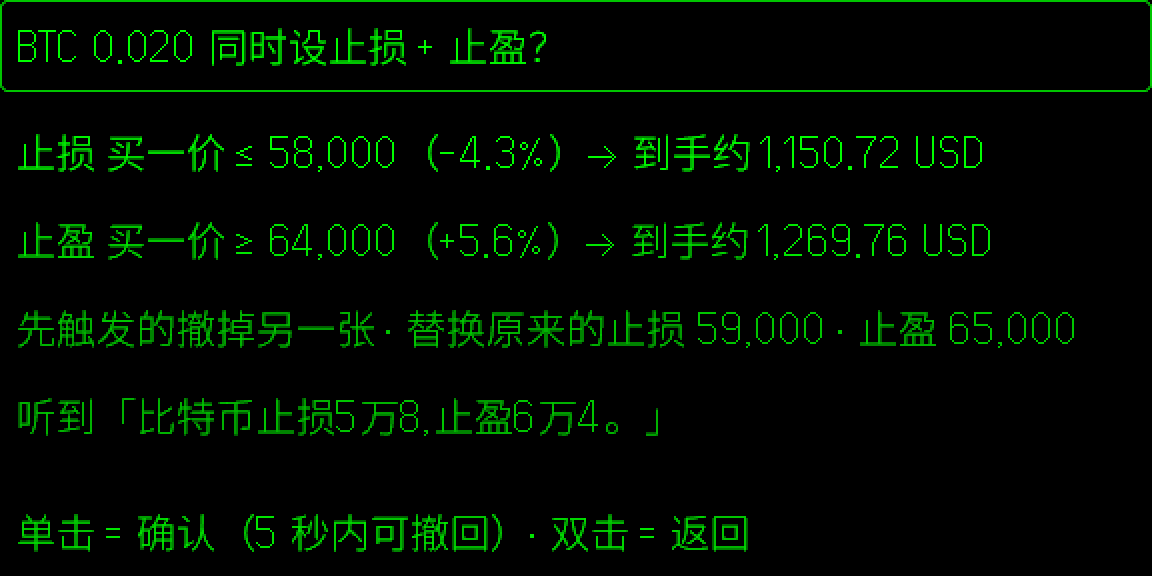 BTC 0.020 同时设止损 + 止盈?
止损 买一价 ≤ 58,000 (-4.3%) → 到手约 1,150.72 USD
止盈 买一价 ≥ 64,000 (+5.6%) → 到手约 1,269.76 USD
先触发的撤掉另一张 · 替换原来的止损 59,000 · 止盈 65,000
听到「比特币止损5万8,止盈6万4。」
单击 = 确认 (5 秒内可撤回) · 双击 = 返回